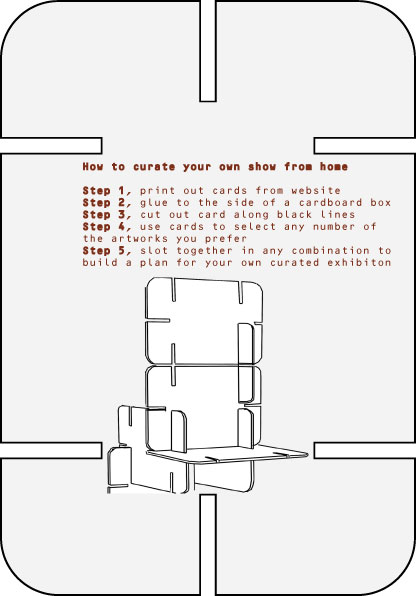 How to curate your own show from home
Step 1, print out cards from website
Step 2, glue to the side of a cardboard box
Step 3, cut out card along black lines
Step 4, use cards to select any number of
the artworks you prefer
Step 5, slot together in any combination to
build a plan for your own curated exhibiton